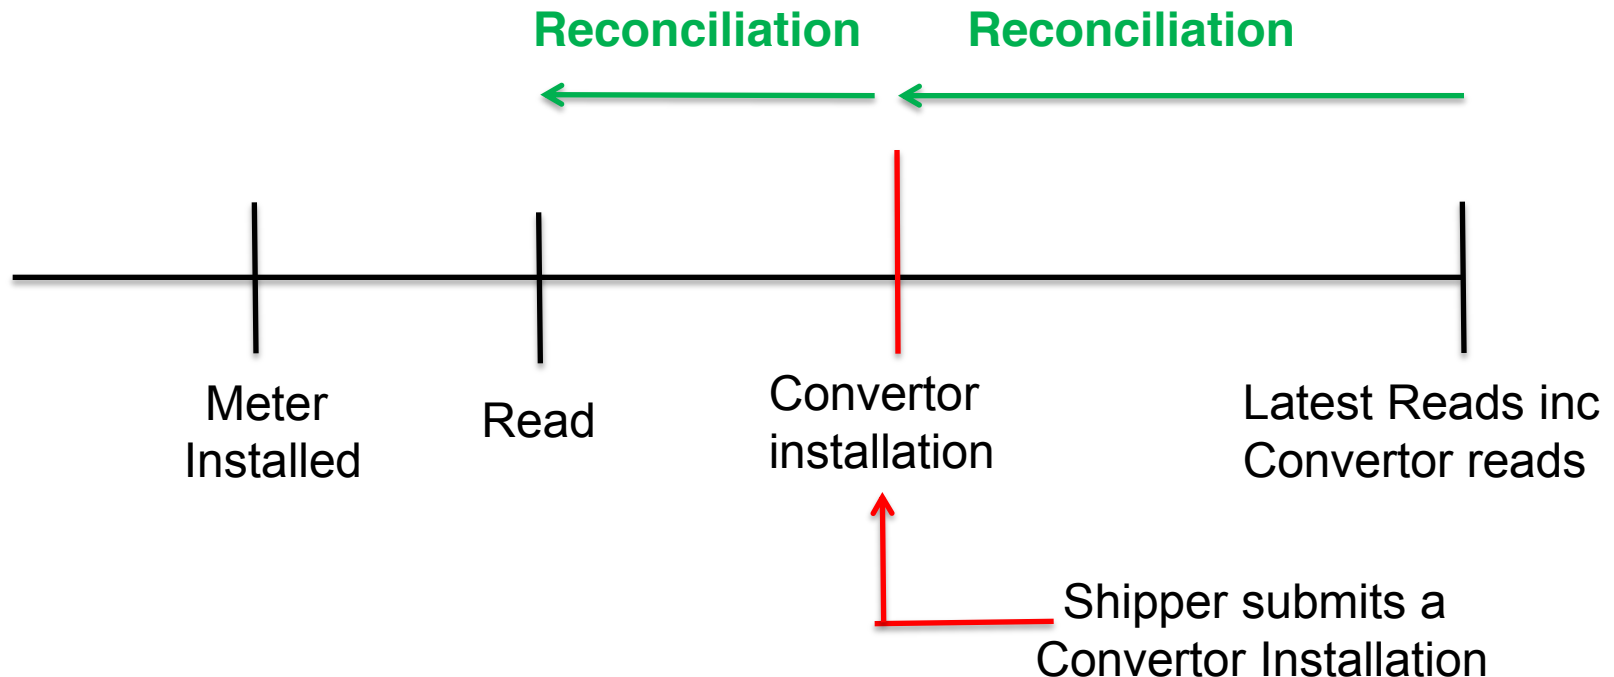 Reconciliation Reconciliation
Meter
Installed
Read
Convertor
installation
Latest Reads inc
Convertor reads
Shipper submits a
Convertor Installation